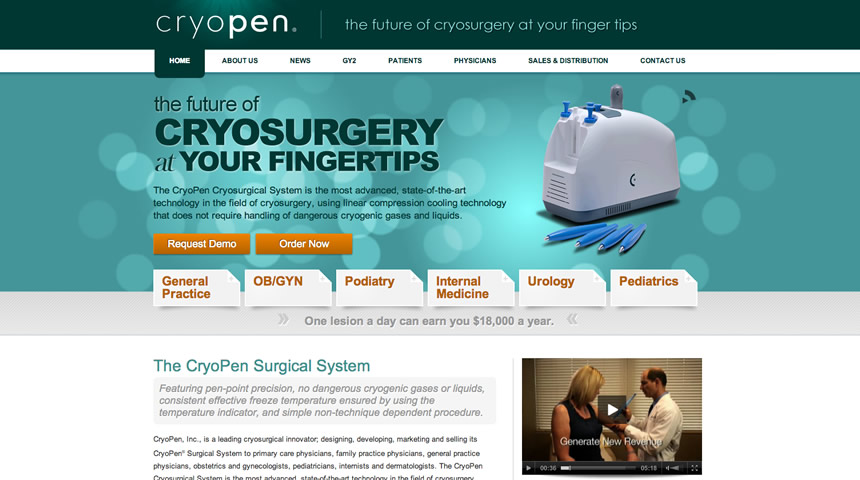 cryopen®
the future of cryosurgery at your finger tips
HOME
ABOUT US
NEWS
GY2
PATIENTS
PHYSICIANS
SALES & DISTRIBUTION
CONTACT US
the future of
CRYOSURGERY
at YOUR FINGERTIPS
The CryoPen Cryosurgical System is the most advanced, state-of-the-art
technology in the field of cryosurgery, using linear compression cooling technology
that does not require handling of dangerous cryogenic gases and liquids.
Request Demo
Order Now
General
Practice
OB/GYN
Podiatry
Internal
Medicine
Urology
Pediatrics
» One lesion a day can earn you $18,000 a year. «
The CryoPen Surgical System
Featuring pen-point precision, no dangerous cryogenic gases or liquids,
consistent effective freeze temperature ensured by using the
temperature indicator, and simple non-technique dependent procedure.
CryoPen, Inc., is a leading cryosurgical innovator; designing, developing, marketing and selling its
CryoPen® Surgical System to primary care physicians, family practice physicians, general practice
physicians, obstetrics and gynecologists, pediatricians, internists and dermatologists. The CryoPen
Cryosurgical System is the most advanced, state-of-the-art technology in the field of cryosurgery,
Generate New Revenue
00:36
05:18